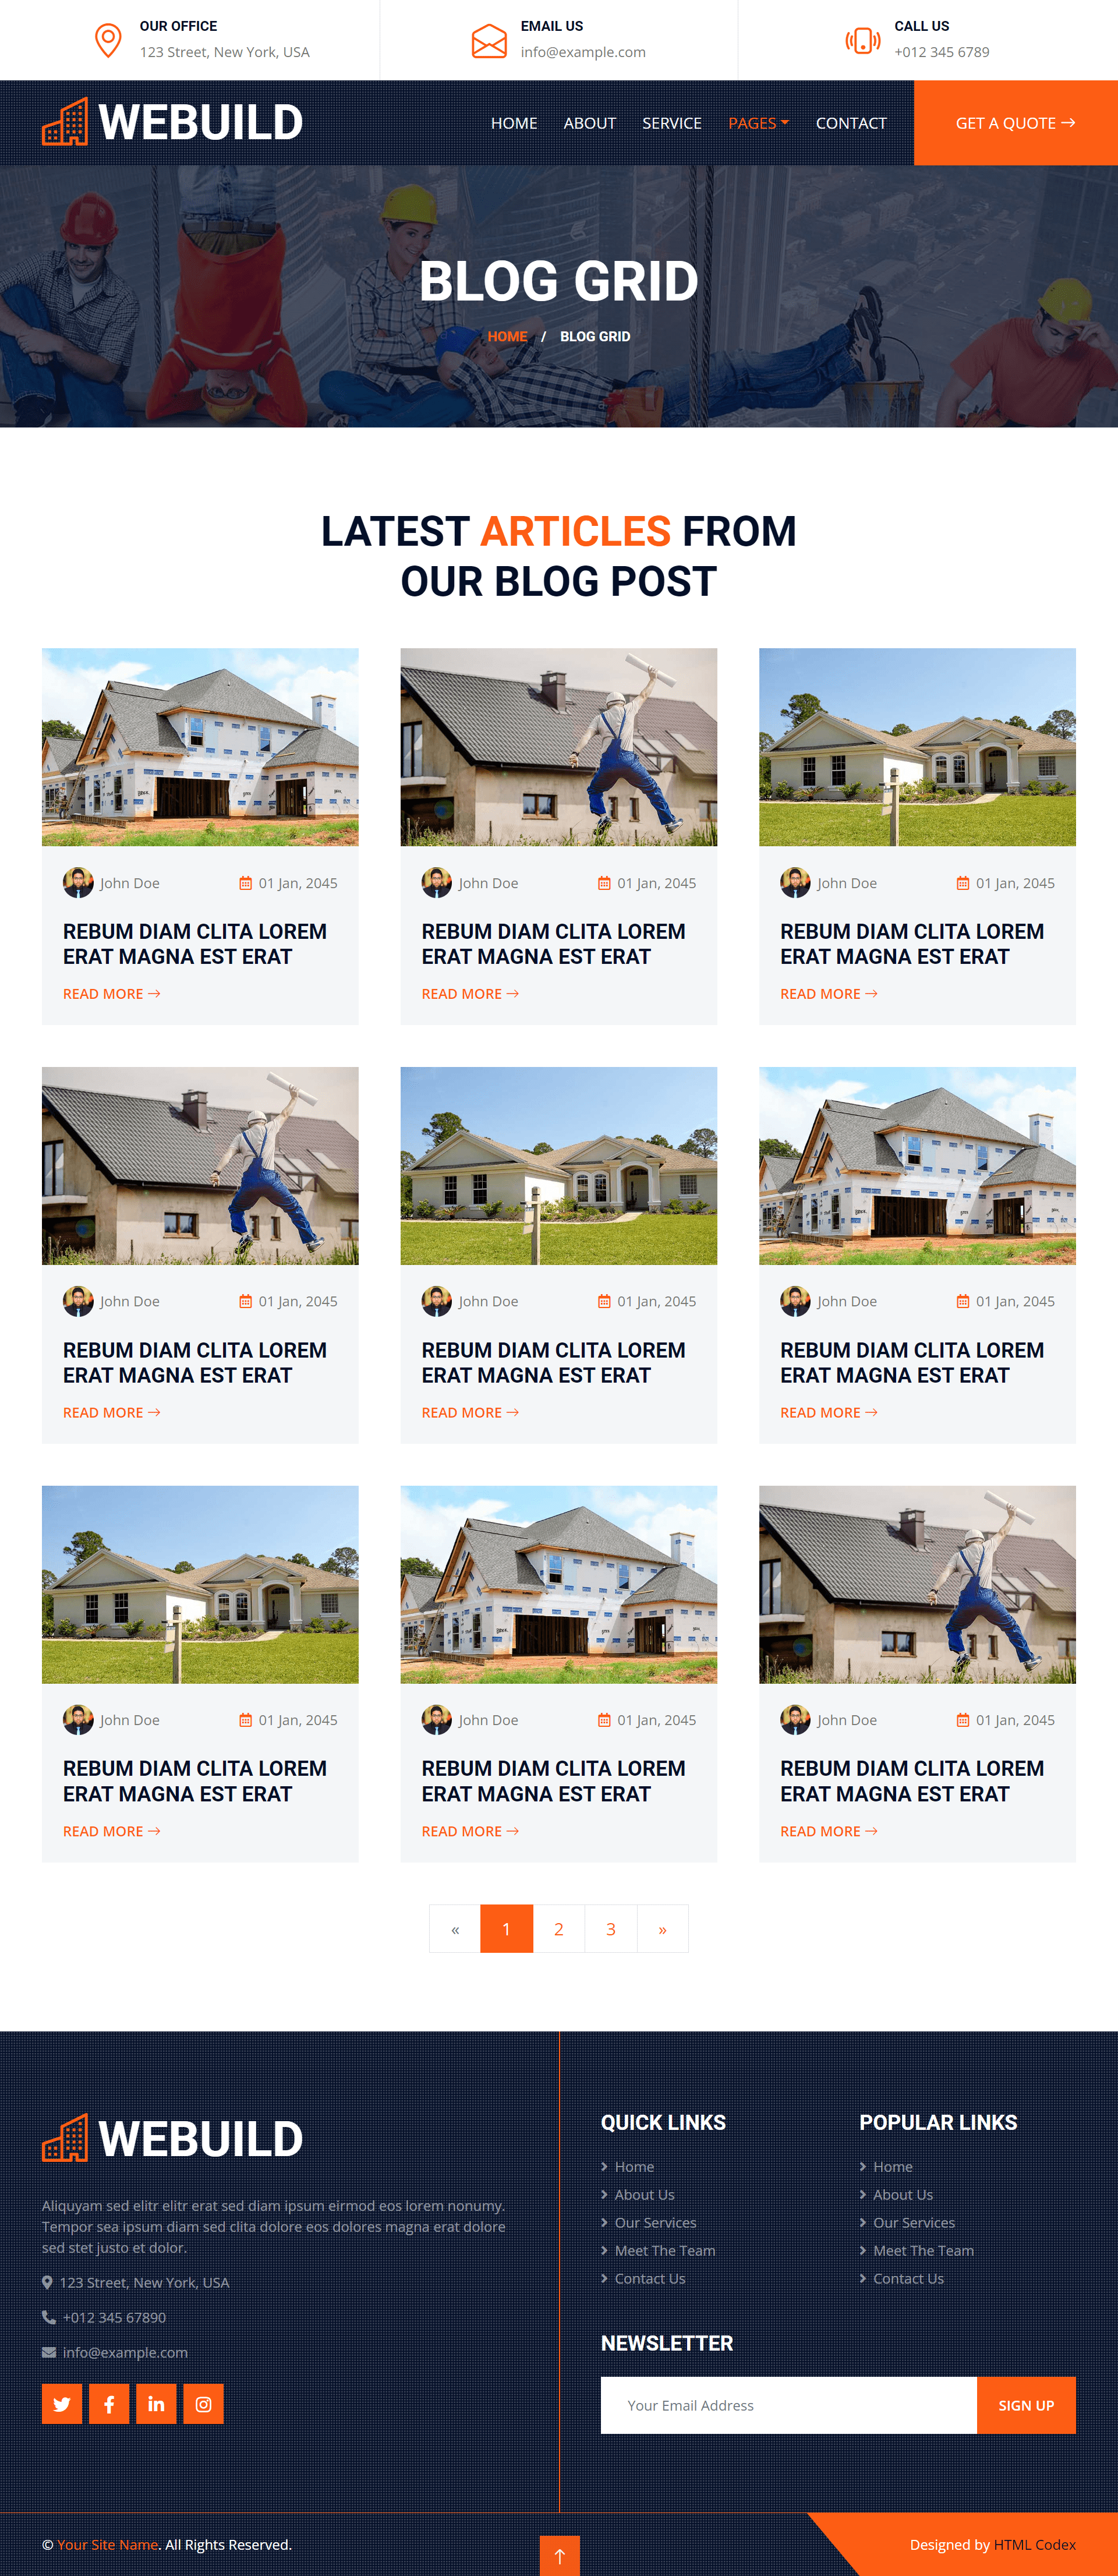 OUR OFFICE
123 Street, New York, USA
EMAIL US
info@example.com
CALL US
+012 345 6789
WEBUILD
HOME
ABOUT
SERVICE
PAGES
CONTACT
GET A QUOTE
BLOG GRID
HOME / BLOG GRID
LATEST ARTICLES FROM
OUR BLOG POST
John Doe
01 Jan, 2045
REBUM DIAM CLITA LOREM
ERAT MAGNA EST ERAT
READ MORE
John Doe
01 Jan, 2045
REBUM DIAM CLITA LOREM
ERAT MAGNA EST ERAT
READ MORE
John Doe
01 Jan, 2045
REBUM DIAM CLITA LOREM
ERAT MAGNA EST ERAT
READ MORE
John Doe
01 Jan, 2045
REBUM DIAM CLITA LOREM
ERAT MAGNA EST ERAT
READ MORE
John Doe
01 Jan, 2045
REBUM DIAM CLITA LOREM
ERAT MAGNA EST ERAT
READ MORE
John Doe
01 Jan, 2045
REBUM DIAM CLITA LOREM
ERAT MAGNA EST ERAT
READ MORE
John Doe
01 Jan, 2045
REBUM DIAM CLITA LOREM
ERAT MAGNA EST ERAT
READ MORE
John Doe
01 Jan, 2045
REBUM DIAM CLITA LOREM
ERAT MAGNA EST ERAT
READ MORE
John Doe
01 Jan, 2045
REBUM DIAM CLITA LOREM
ERAT MAGNA EST ERAT
READ MORE
« 1 2 3 »
WEBUILD
Aliquyam sed elitr elitr erat sed diam ipsum eirmod eos lorem nonumy.
Tempor sea ipsum diam sed clita dolore eos dolores magna erat dolore
sed stet justo et dolor.
123 Street, New York, USA
+012 345 67890
info@example.com
QUICK LINKS
Home
About Us
Our Services
Meet The Team
Contact Us
POPULAR LINKS
Home
About Us
Our Services
Meet The Team
Contact Us
NEWSLETTER
Your Email Address
SIGN UP
© Your Site Name. All Rights Reserved.
Designed by HTML Codex